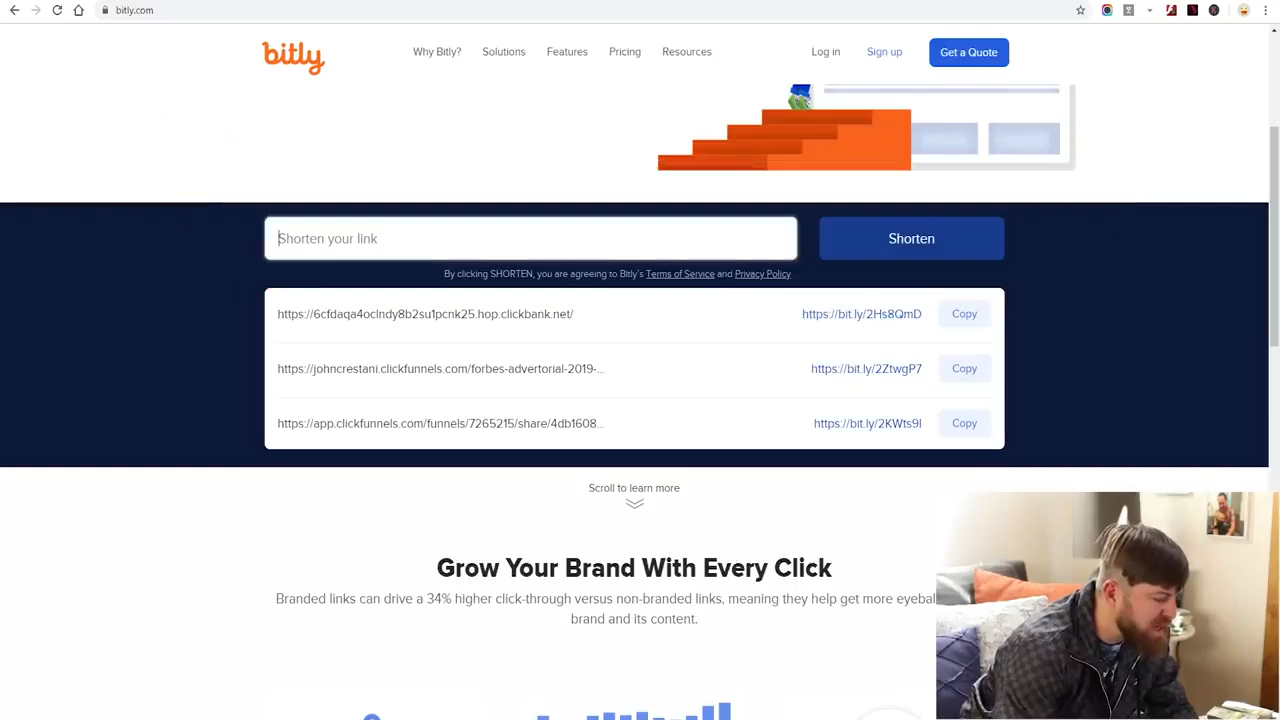 bitly.com
bitly
Why Bitly?
Solutions
Features
Pricing
Resources
Log in
Sign up
Get a Quote
Shorten your link
Shorten
By clicking SHORTEN, you are agreeing to Bitly's Terms of Service and Privacy Policy
https://6cfdaqa4oclndy8b2su1pcnk25.hop.clickbank.net/ https://bit.ly/2Hs8QmD Copy
https://johncrestani.clickfunnels.com/forbes-advertorial-2019-... https://bit.ly/2ZtwgP7 Copy
https://app.clickfunnels.com/funnels/7265215/share/4db1608... https://bit.ly/2KWts9I Copy
Scroll to learn more
Grow Your Brand With Every Click
Branded links can drive a 34% higher click-through versus non-branded links, meaning they help get more eyebal
brand and its content.